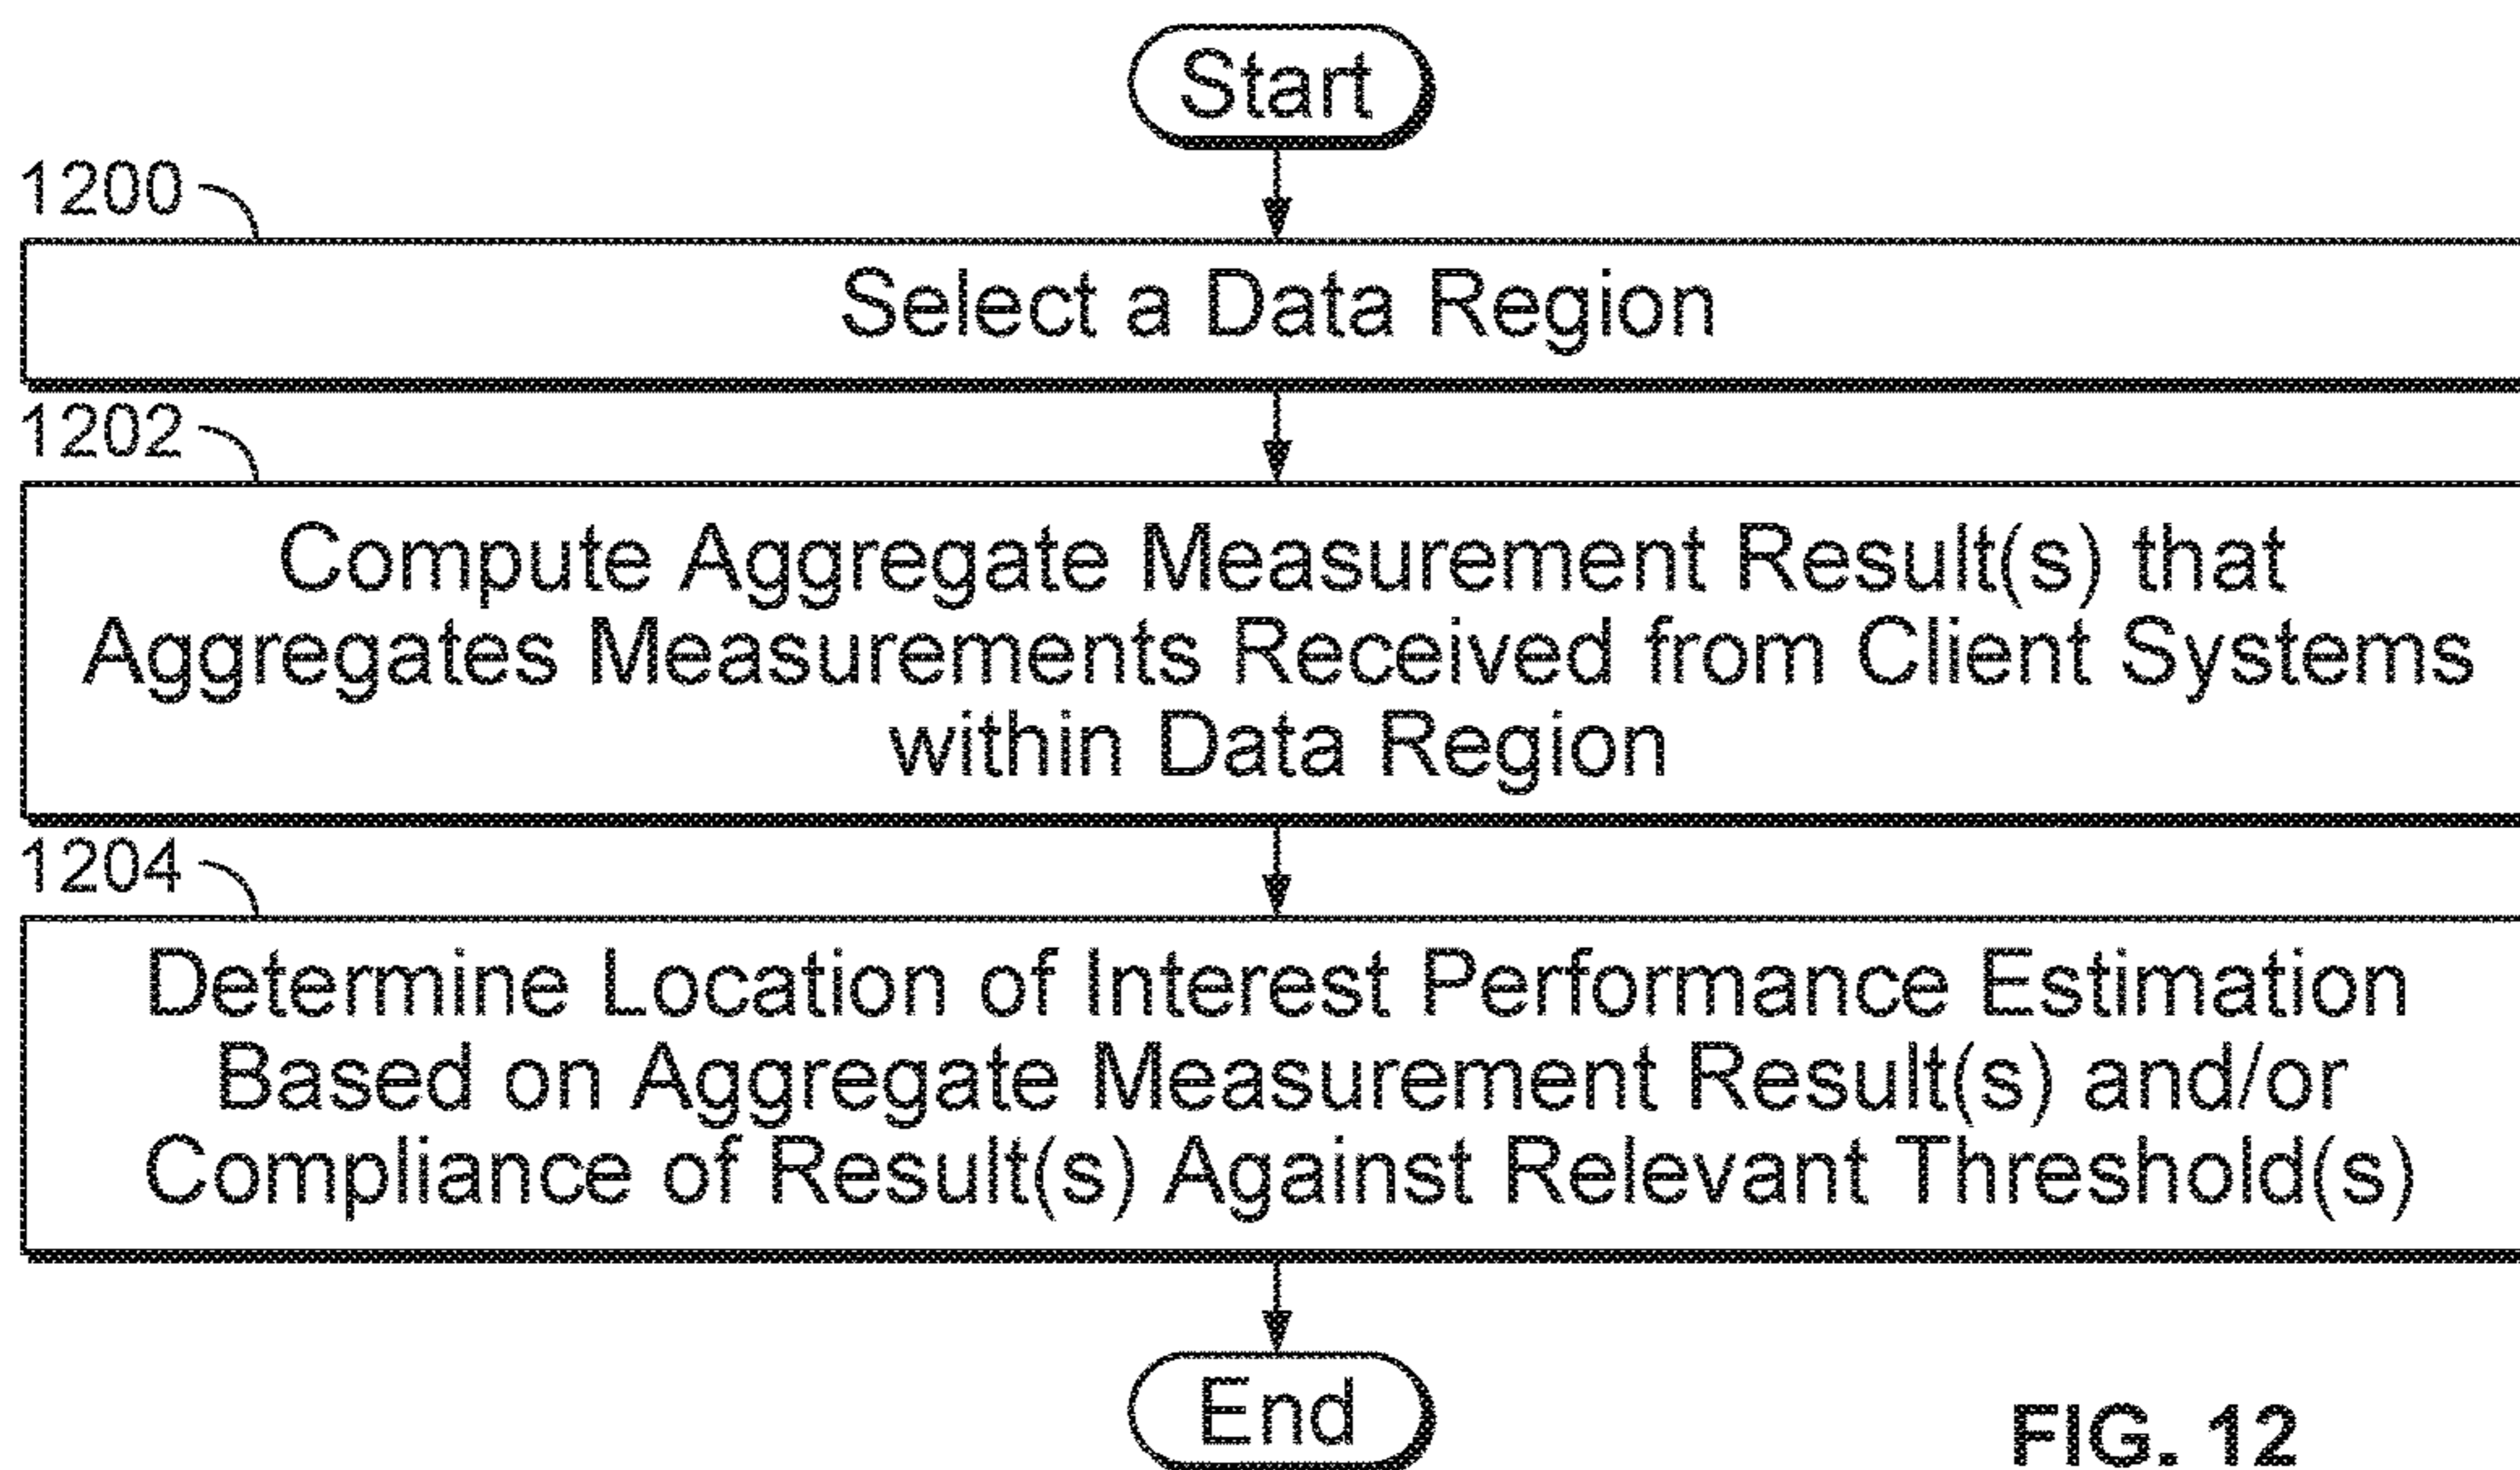 Start
1200
Select a Data Region
1202
Compute Aggregate Measurement Result(s) that
Aggregates Measurements Received from Client Systems
within Data Region
1204
Determine Location of Interest Performance Estimation
Based on Aggregate Measurement Result(s) and/or
Compliance of Result(s) Against Relevant Threshold(s)
End
FIG. 12